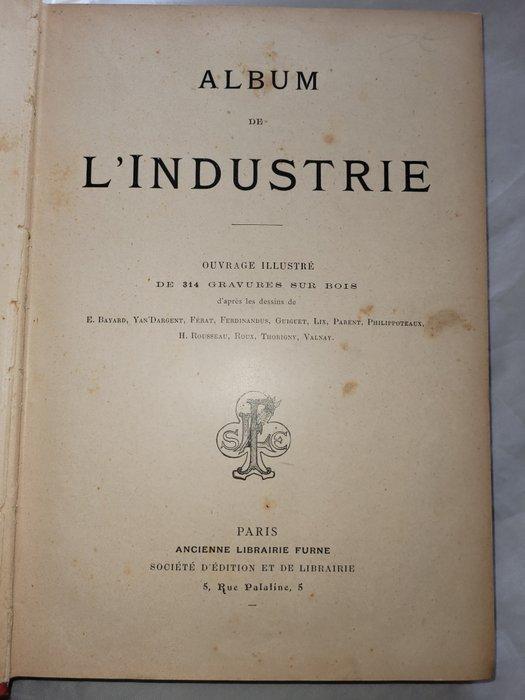 ALBUM
DE
L'INDUSTRIE
OUVRAGE ILLUSTRÉ
DE 314 GRAVURES SUR BOIS
d'après les dessins de
E. BAYARD, YAN'DARGENT, FÉRAT, FERDINANDUS, GUIGUET, LIX, PARENT, PHILIPPOTEAUX,
H. ROUSSEAU, ROUX, THORIGNY, VALNAY.
PARIS
ANCIENNE LIBRAIRIE FURNE
SOCIÉTÉ D'ÉDITION ET DE LIBRAIRIE
5, Rue Palatine, 5